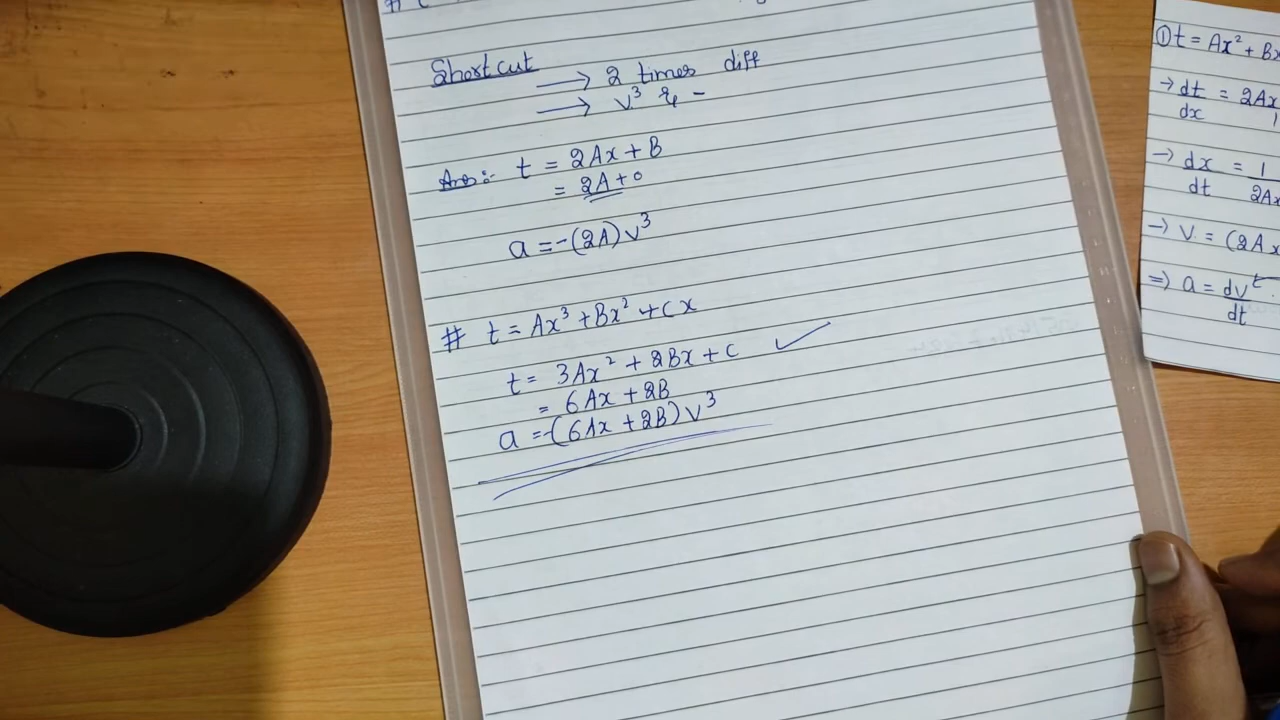 Shortcut → 2 times diff
→ v³ & -
Ans:- t = 2Ax + B
= 2A + 0
a = -(2A)v³
# t = Ax³ + Bx² + Cx
t = 3Ax² + 2Bx + C ✓
= 6Ax + 2B
a = -(6Ax + 2B)v³
① t = Ax² + Bx
→ dt/dx = 2Ax
→ dx/dt = 1/2Ax
→ v = (2Ax
⇒ a = dv/dt